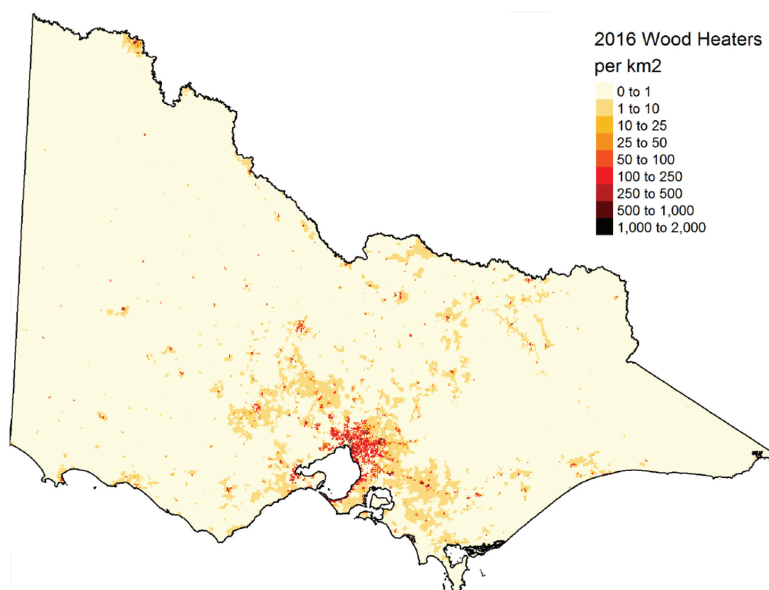 2016 Wood Heaters
per km2
0 to 1
1 to 10
10 to 25
25 to 50
50 to 100
100 to 250
250 to 500
500 to 1,000
1,000 to 2,000